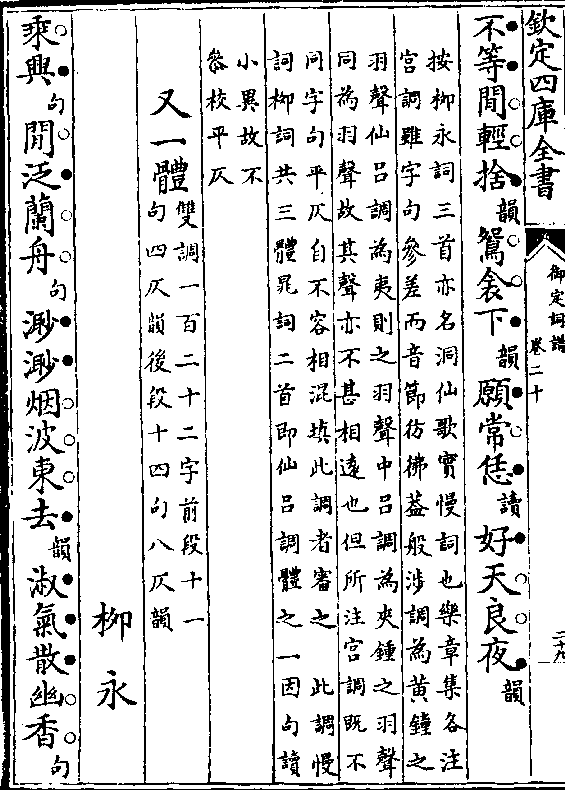 欽定四庫全書
御定詞譜
卷二十
二十九
不等閒輕捨韻鴛衾下韻願常恁讀好天良夜韻
按柳永詞三首亦名洞仙歌實慢詞也樂章集各注
宮調雖字句參差而音節彷彿葢般涉調為黃鐘之
羽聲仙呂調為夷則之羽聲中呂調為夾鍾之羽聲
同為羽聲故其聲亦不甚相逺也但所注宮調既不
同字句平仄自不容相混填此調者審之 此調慢
詞栁詞共三體晁詞二首即仙呂調體之一因句讀
小異故不
叅校平仄
又一體雙調一百二十二字前段十一
句四仄韻後段十四句八仄韻
栁永
乘興句閒泛蘭舟句渺渺烟波東去韻淑氣散幽香句